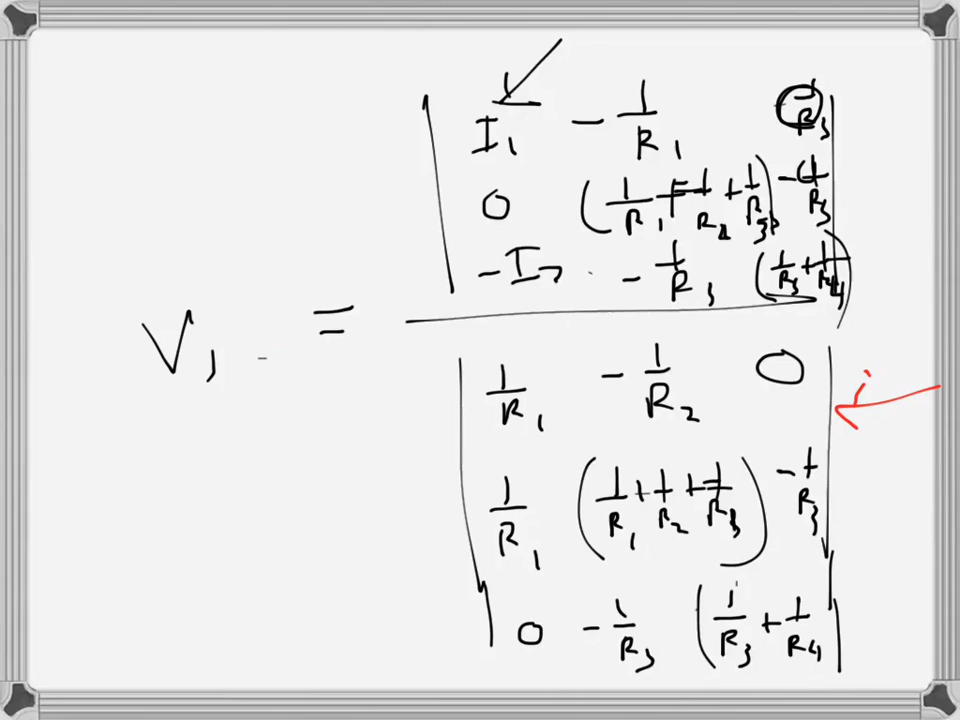 I₁ - 1/R₁ 1/R₃
0 (1/R₁ + 1/R₂ + 1/R₃) - 1/R₃
-I₂ - 1/R₃ (1/R₃ + 1/R₄)
V₁ =
1/R₁ - 1/R₂ 0
1/R₁ (1/R₁ + 1/R₂ + 1/R₃) - 1/R₃
0 - 1/R₃ (1/R₃ + 1/R₄)